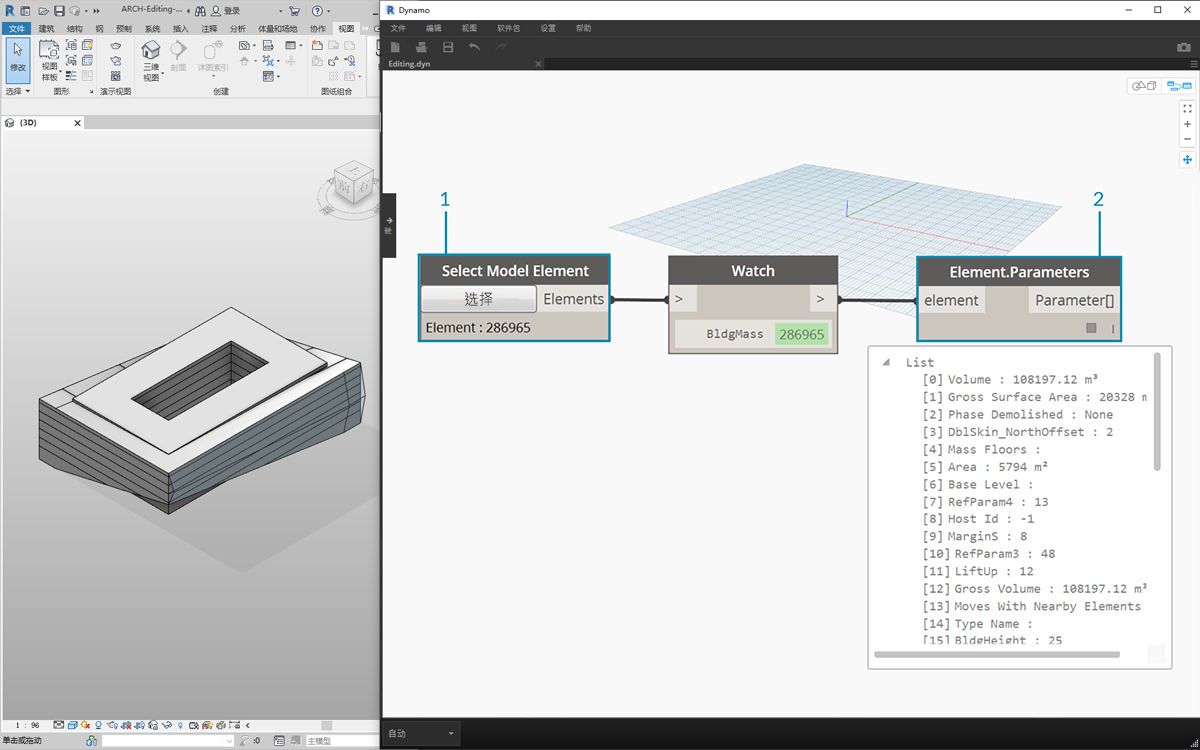 ARCH-Editing-...
登录
文件 建筑 结构 钢 预制 系统 插入 注释 分析 体量和场地 协作 视图
修改
视图
样板
三维
视图
剖面
详图索引
选择 图形 演示视图 创建 图纸组合
{3D}
1 : 96
单击或拖动
:0
主模型
Dynamo
文件 编辑 视图 软件包 设置 帮助
Editing.dyn
1
2
Select Model Element
选择
Elements
Element : 286965
Watch
>
>
BldgMass 286965
Element.Parameters
element
Parameter[]
List
[0] Volume : 108197.12 m³
[1] Gross Surface Area : 20328 m
[2] Phase Demolished : None
[3] DblSkin_NorthOffset : 2
[4] Mass Floors :
[5] Area : 5794 m²
[6] Base Level :
[7] RefParam4 : 13
[8] Host Id : -1
[9] MarginS : 8
[10] RefParam3 : 48
[11] LiftUp : 12
[12] Gross Volume : 108197.12 m³
[13] Moves With Nearby Elements
[14] Type Name :
[15] BldgHeight : 25
自动